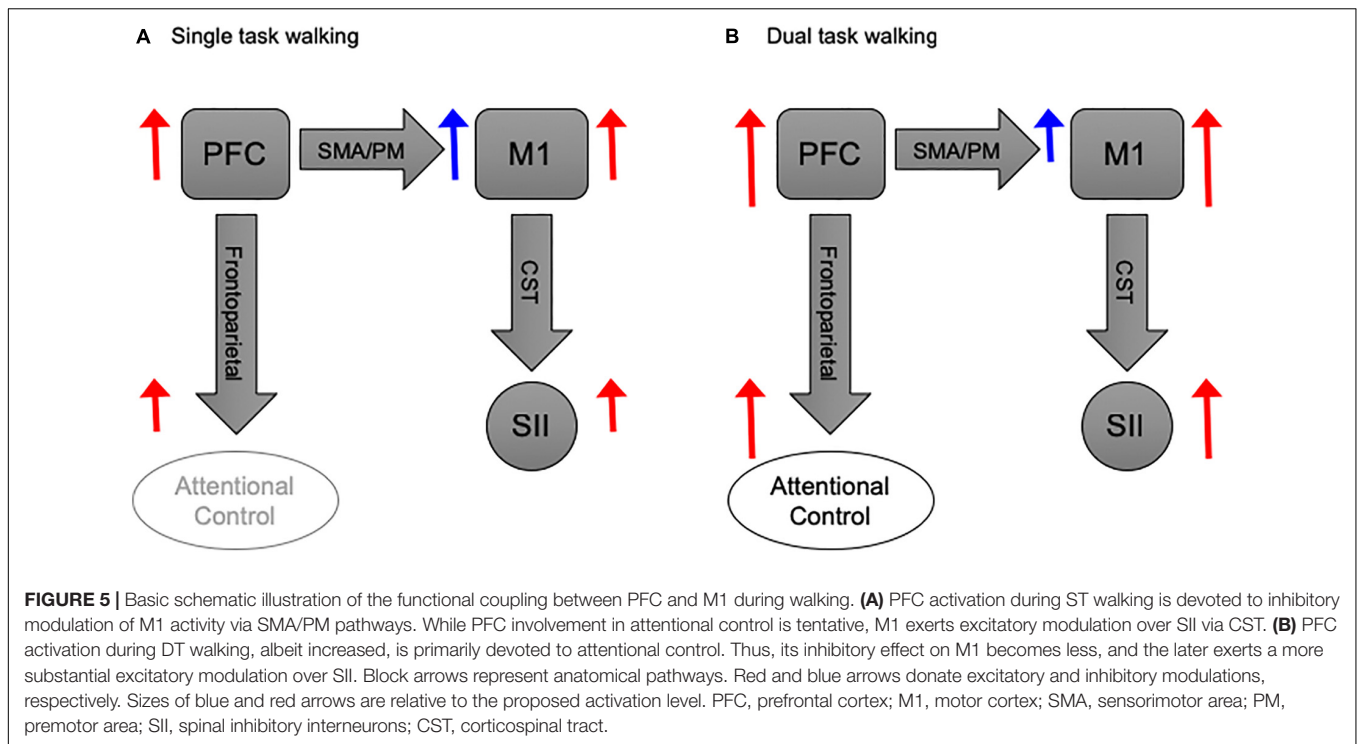 A Single task walking
PFC
SMA/PM
M1
Frontoparietal
CST
SII
Attentional
Control
B Dual task walking
PFC
SMA/PM
M1
Frontoparietal
CST
SII
Attentional
Control
FIGURE 5 | Basic schematic illustration of the functional coupling between PFC and M1 during walking. (A) PFC activation during ST walking is devoted to inhibitory
modulation of M1 activity via SMA/PM pathways. While PFC involvement in attentional control is tentative, M1 exerts excitatory modulation over SII via CST. (B) PFC
activation during DT walking, albeit increased, is primarily devoted to attentional control. Thus, its inhibitory effect on M1 becomes less, and the later exerts a more
substantial excitatory modulation over SII. Block arrows represent anatomical pathways. Red and blue arrows donate excitatory and inhibitory modulations,
respectively. Sizes of blue and red arrows are relative to the proposed activation level. PFC, prefrontal cortex; M1, motor cortex; SMA, sensorimotor area; PM,
premotor area; SII, spinal inhibitory interneurons; CST, corticospinal tract.